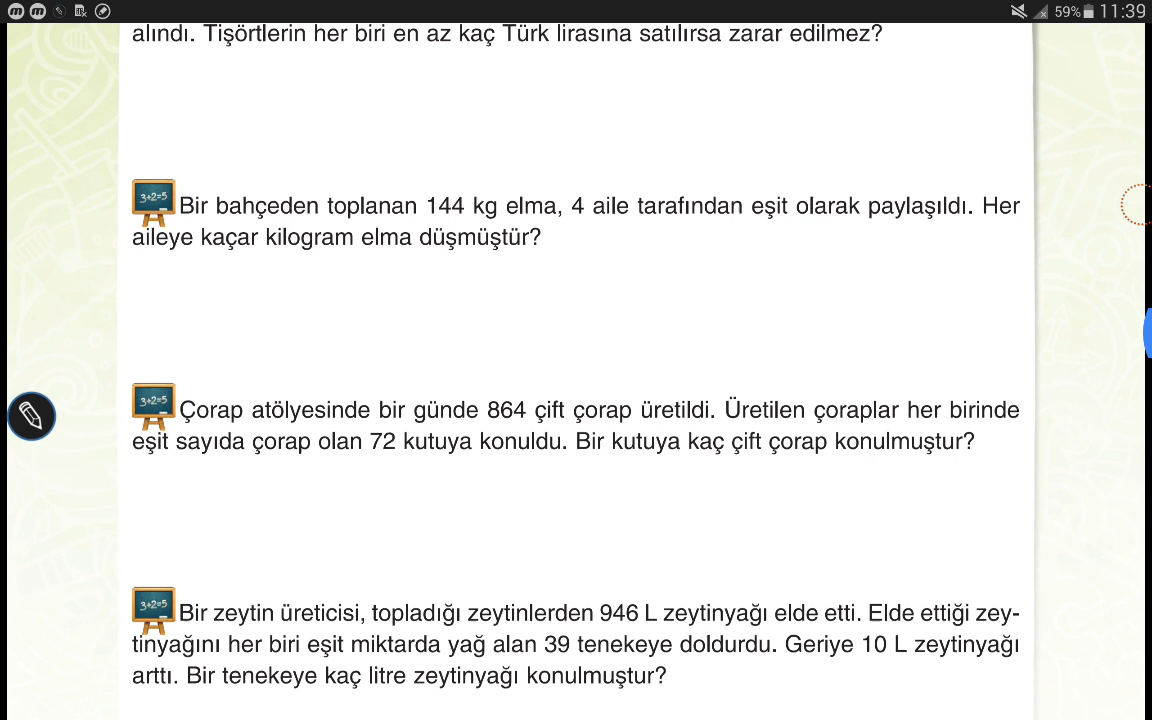 59% 11:39
alındı. Tişörtlerin her biri en az kaç Türk lirasına satılırsa zarar edilmez?
3+2=5
Bir bahçeden toplanan 144 kg elma, 4 aile tarafından eşit olarak paylaşıldı. Her
aileye kaçar kilogram elma düşmüştür?
3+2=5
Çorap atölyesinde bir günde 864 çift çorap üretildi. Üretilen çoraplar her birinde
eşit sayıda çorap olan 72 kutuya konuldu. Bir kutuya kaç çift çorap konulmuştur?
3+2=5
Bir zeytin üreticisi, topladığı zeytinlerden 946 L zeytinyağı elde etti. Elde ettiği zey-
tinyağını her biri eşit miktarda yağ alan 39 tenekeye doldurdu. Geriye 10 L zeytinyağı
arttı. Bir tenekeye kaç litre zeytinyağı konulmuştur?